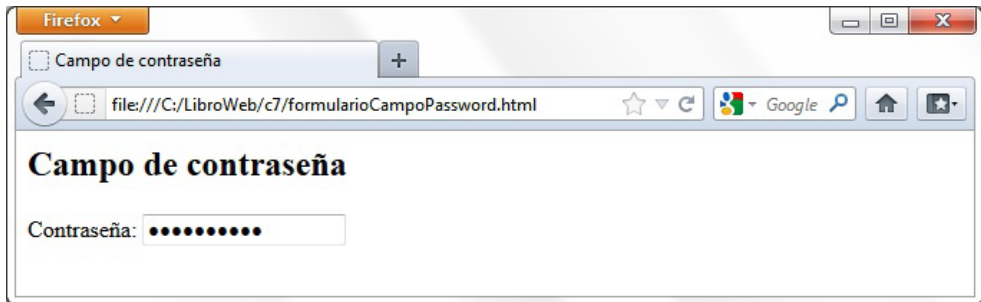 Firefox
Campo de contraseña
file:///C:/LibroWeb/c7/formularioCampoPassword.html Google
Campo de contraseña
Contraseña: ••••••••••